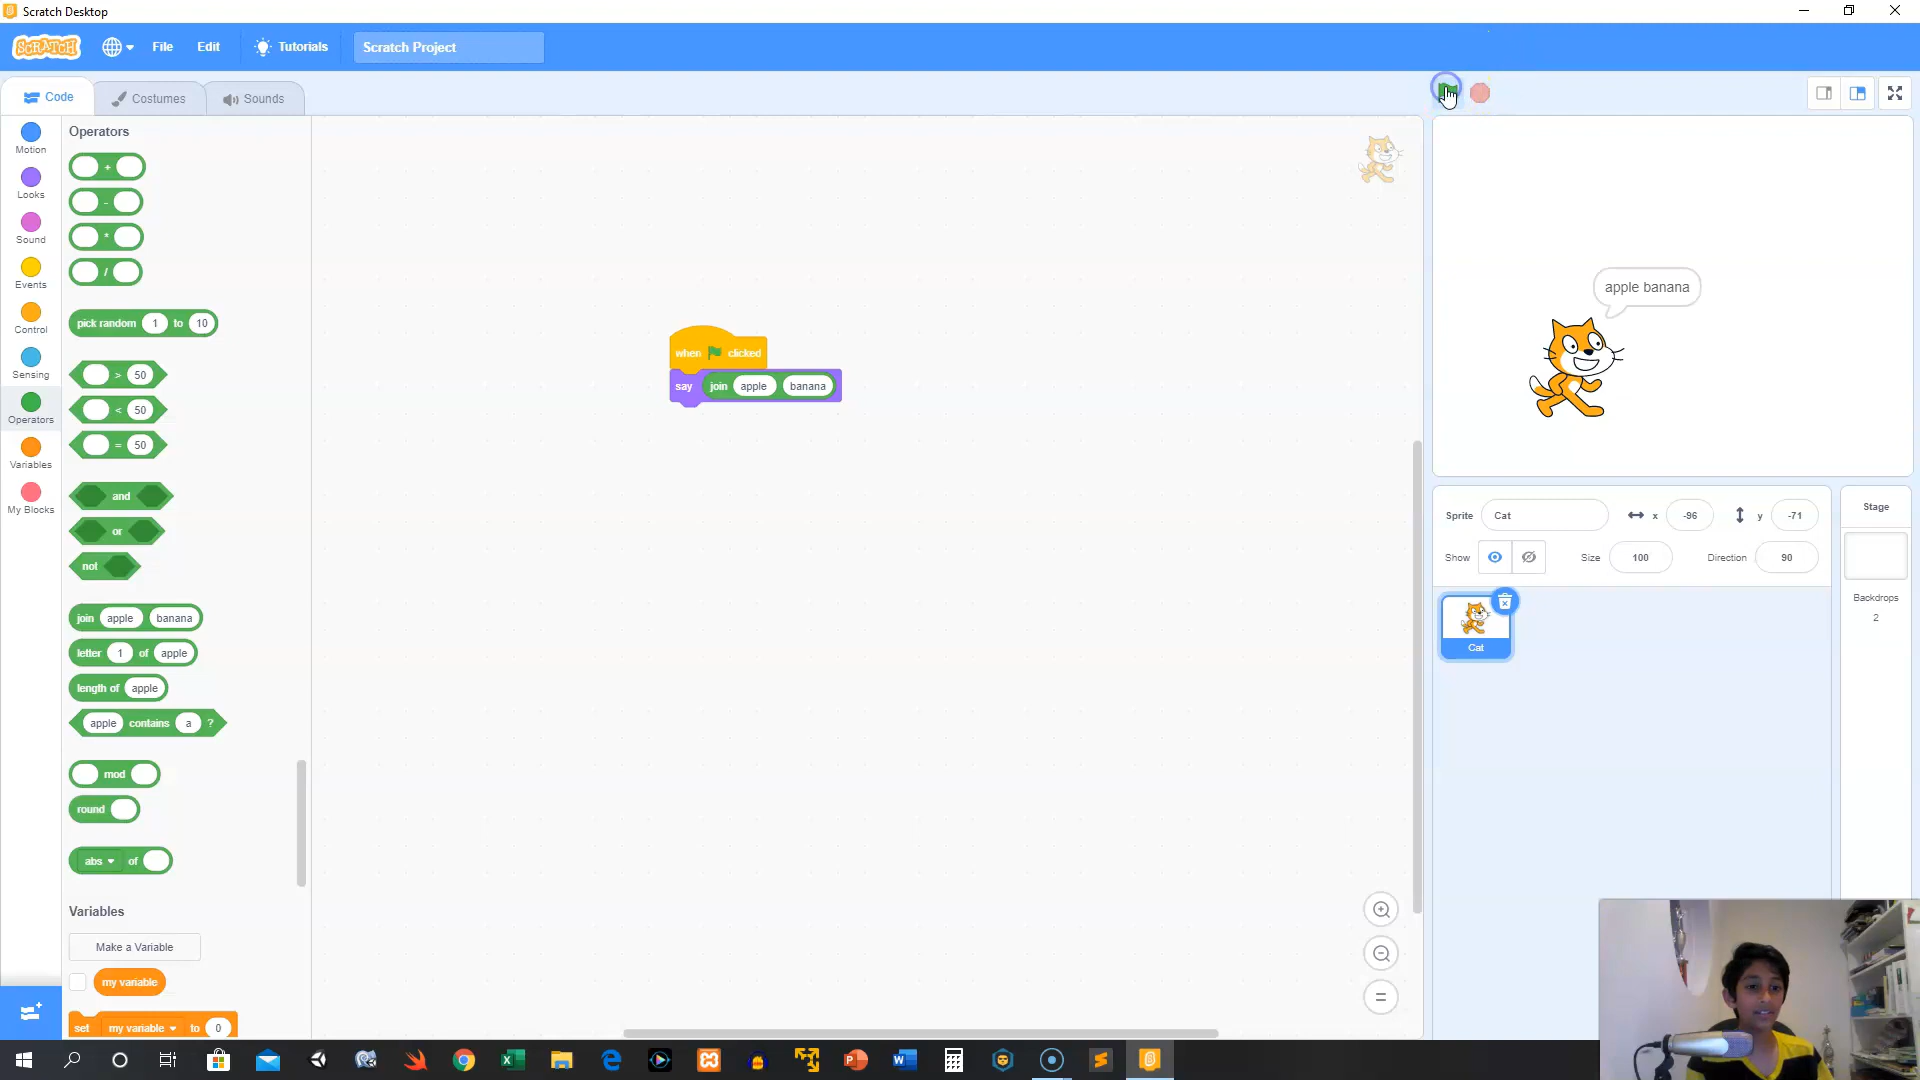 Scratch Desktop
SCRATCH File Edit Tutorials Scratch Project
Code Costumes Sounds
Motion
Looks
Sound
Events
Control
Sensing
Operators
Variables
My Blocks
Operators
+
-
*
/
pick random 1 to 10
> 50
< 50
= 50
and
or
not
join apple banana
letter 1 of apple
length of apple
apple contains a ?
mod
round
abs of
Variables
Make a Variable
my variable
set my variable to 0
when clicked
say join apple banana
apple banana
Sprite Cat x -96 y -71
Show Size 100 Direction 90
Cat
Stage
Backdrops
2